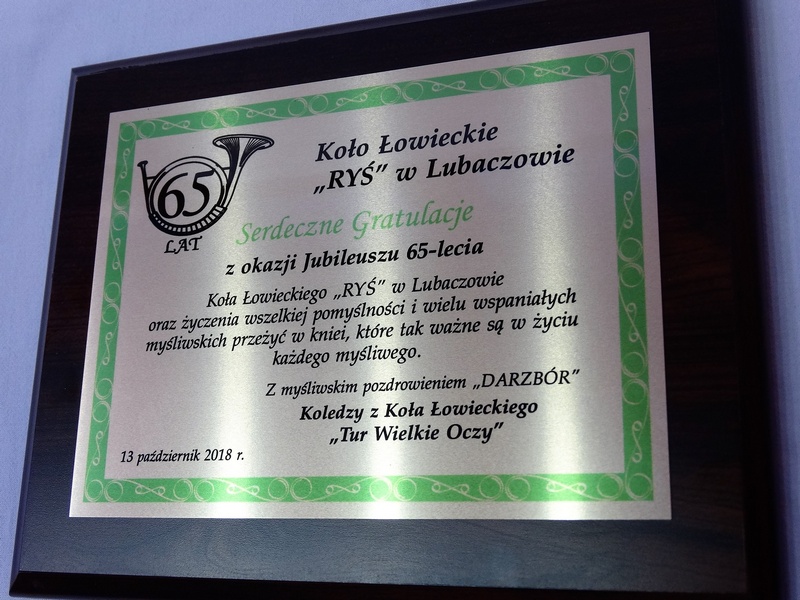 65
LAT
Koło Łowieckie
„RYŚ” w Lubaczowie
Serdeczne Gratulacje
z okazji Jubileuszu 65-lecia
Koła Łowieckiego „RYŚ” w Lubaczowie
oraz życzenia wszelkiej pomyślności i wielu wspaniałych
myśliwskich przeżyć w kniei, które tak ważne są w życiu
każdego myśliwego.
Z myśliwskim pozdrowieniem „DARZBÓR”
Koledzy z Koła Łowieckiego
„Tur Wielkie Oczy”
13 październik 2018 r.